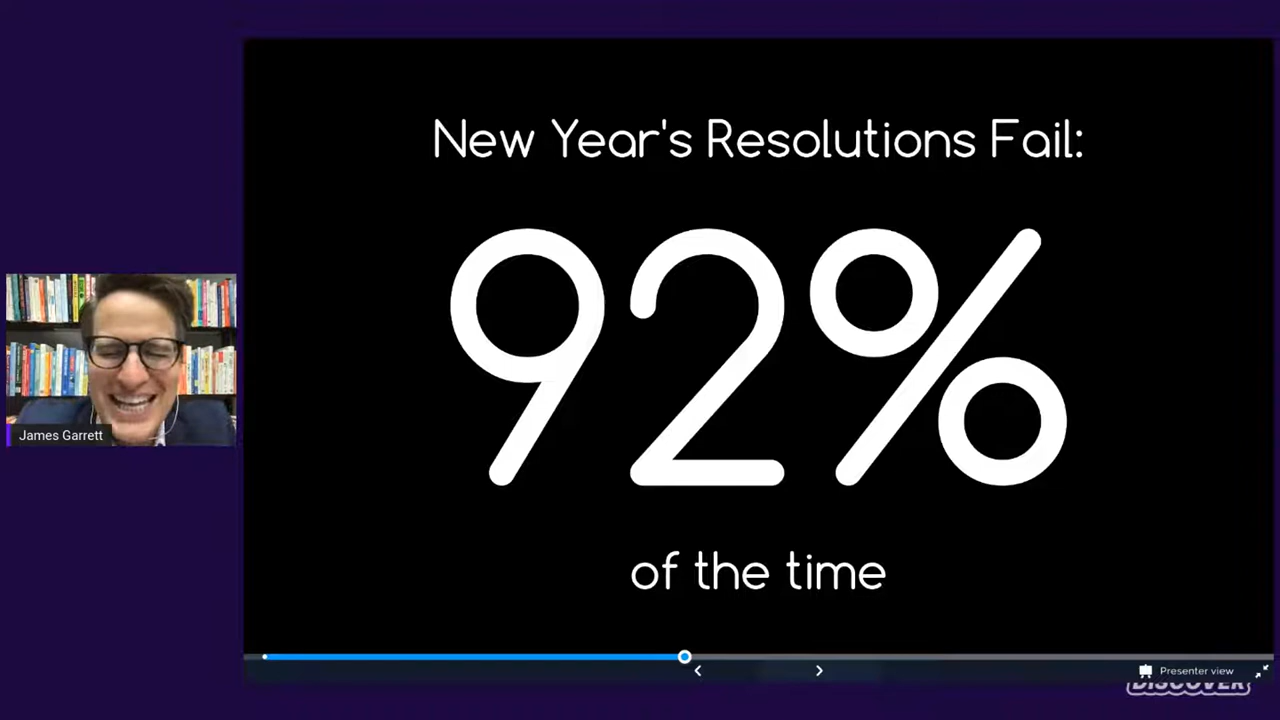 New Year's Resolutions Fail:
92%
of the time
James Garrett
Presenter view
DISCOVER